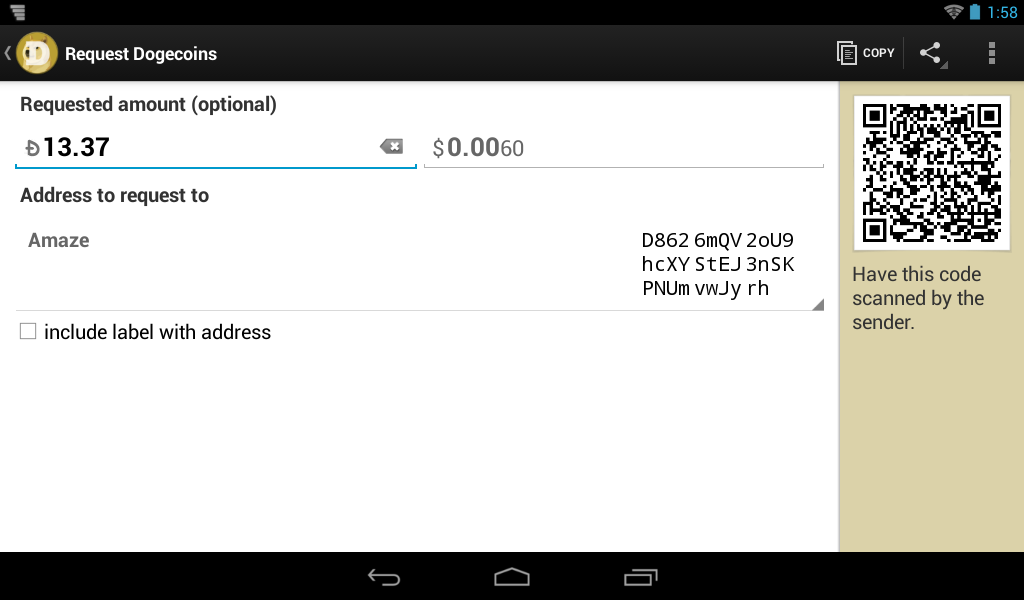 1:58
Request Dogecoins
COPY
Requested amount (optional)
Ð13.37
$0.0060
Address to request to
Amaze
D862 6mQV 2oU9
hcXY StEJ 3nSK
PNUm vwJy rh
include label with address
Have this code
scanned by the
sender.